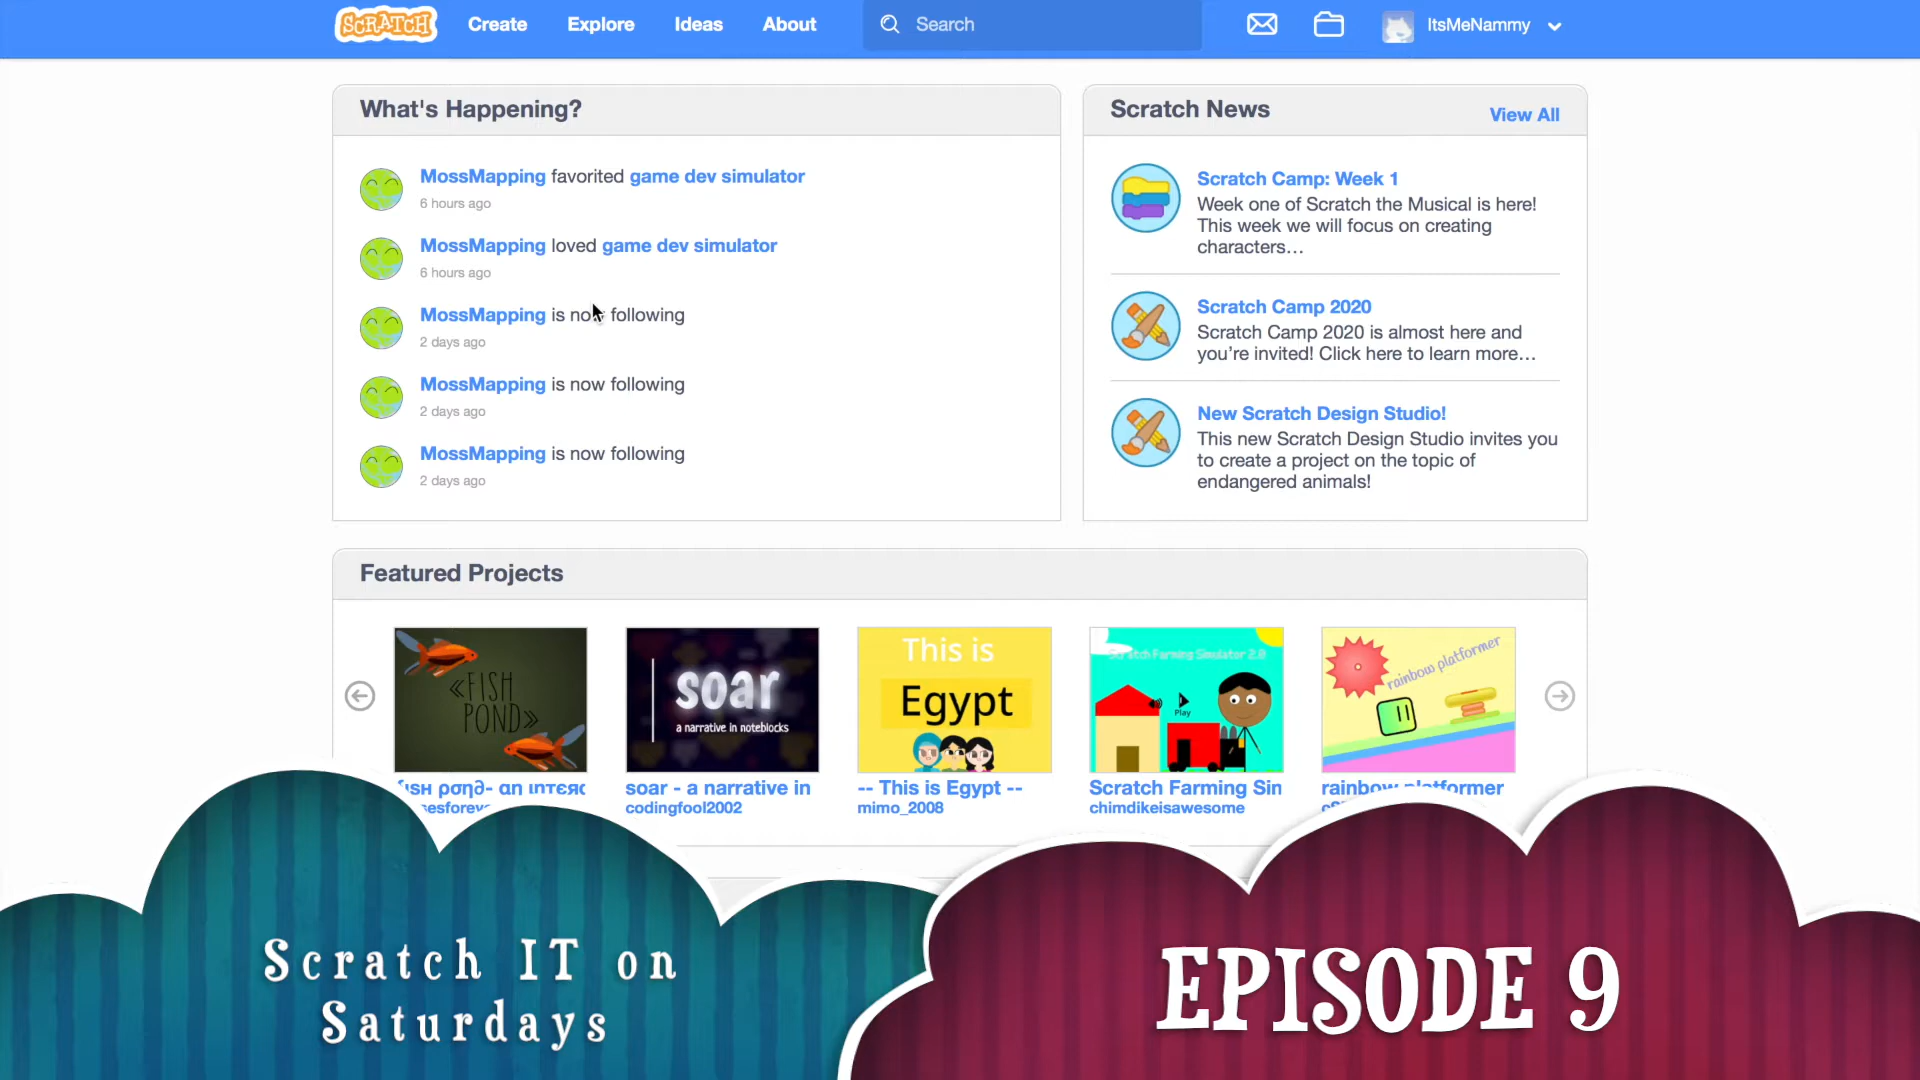 SCRATCH Create Explore Ideas About Search ItsMeNammy
What's Happening?
MossMapping favorited game dev simulator
6 hours ago
MossMapping loved game dev simulator
6 hours ago
MossMapping is now following
2 days ago
MossMapping is now following
2 days ago
MossMapping is now following
2 days ago
Scratch News View All
Scratch Camp: Week 1
Week one of Scratch the Musical is here!
This week we will focus on creating
characters…
Scratch Camp 2020
Scratch Camp 2020 is almost here and
you're invited! Click here to learn more…
New Scratch Design Studio!
This new Scratch Design Studio invites you
to create a project on the topic of
endangered animals!
Featured Projects
«FISH
POND»
soar
a narrative in noteblocks
This is
Egypt
Scratch Farming Simulator 2.0
Play
rainbow platformer
soar - a narrative in
codingfool2002
-- This is Egypt --
mimo_2008
Scratch Farming Sin
chimdikeisawesome
rainbow platformer
Scratch IT on
Saturdays
EPISODE 9